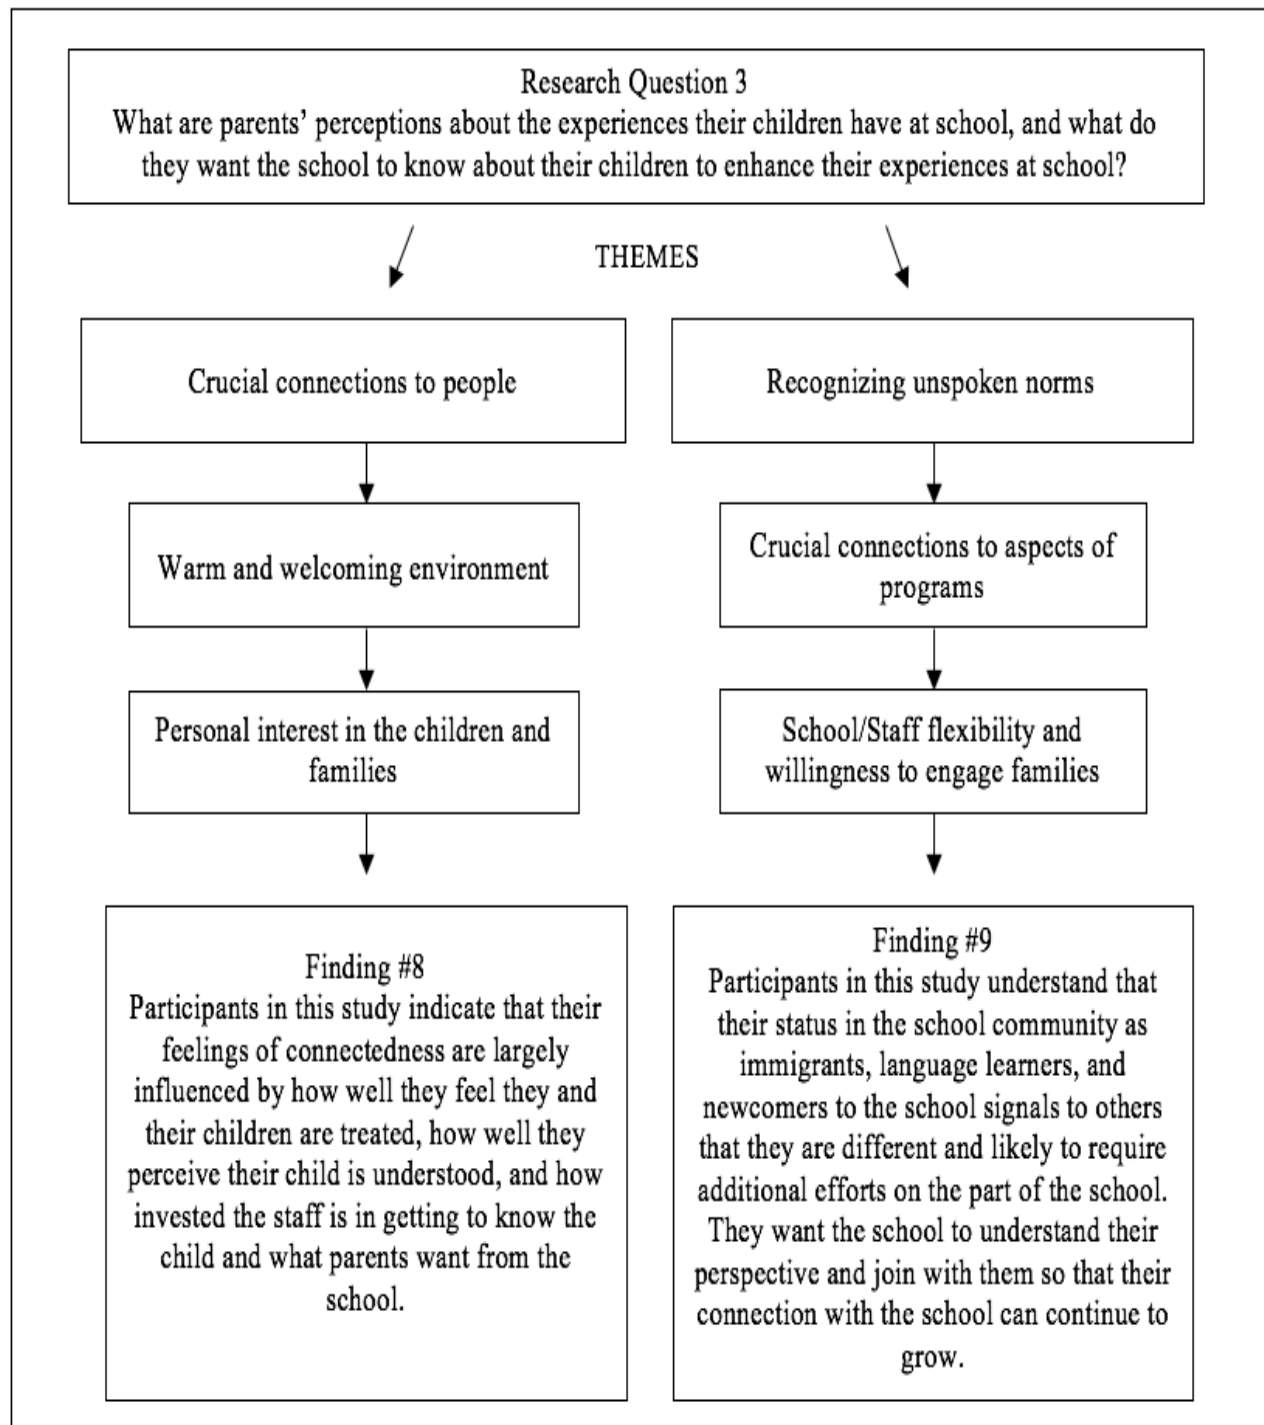 Research Question 3
What are parents’ perceptions about the experiences their children have at school, and what do
they want the school to know about their children to enhance their experiences at school?
THEMES
Crucial connections to people
Warm and welcoming environment
Personal interest in the children and
families
Finding #8
Participants in this study indicate that their
feelings of connectedness are largely
influenced by how well they feel they and
their children are treated, how well they
perceive their child is understood, and how
invested the staff is in getting to know the
child and what parents want from the
school.
Recognizing unspoken norms
Crucial connections to aspects of
programs
School/Staff flexibility and
willingness to engage families
Finding #9
Participants in this study understand that
their status in the school community as
immigrants, language learners, and
newcomers to the school signals to others
that they are different and likely to require
additional efforts on the part of the school.
They want the school to understand their
perspective and join with them so that their
connection with the school can continue to
grow.